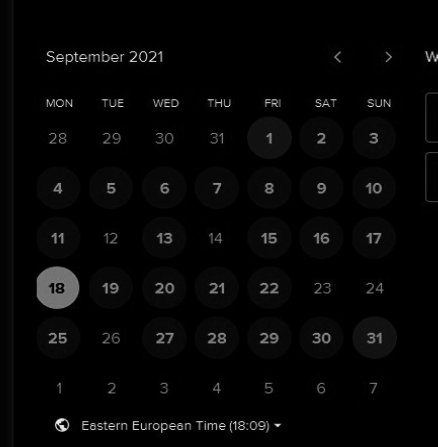 September 2021 < > W
MON TUE WED THU FRI SAT SUN
28 29 30 31 1 2 3
4 5 6 7 8 9 10
11 12 13 14 15 16 17
18 19 20 21 22 23 24
25 26 27 28 29 30 31
1 2 3 4 5 6 7
Eastern European Time (18:09)